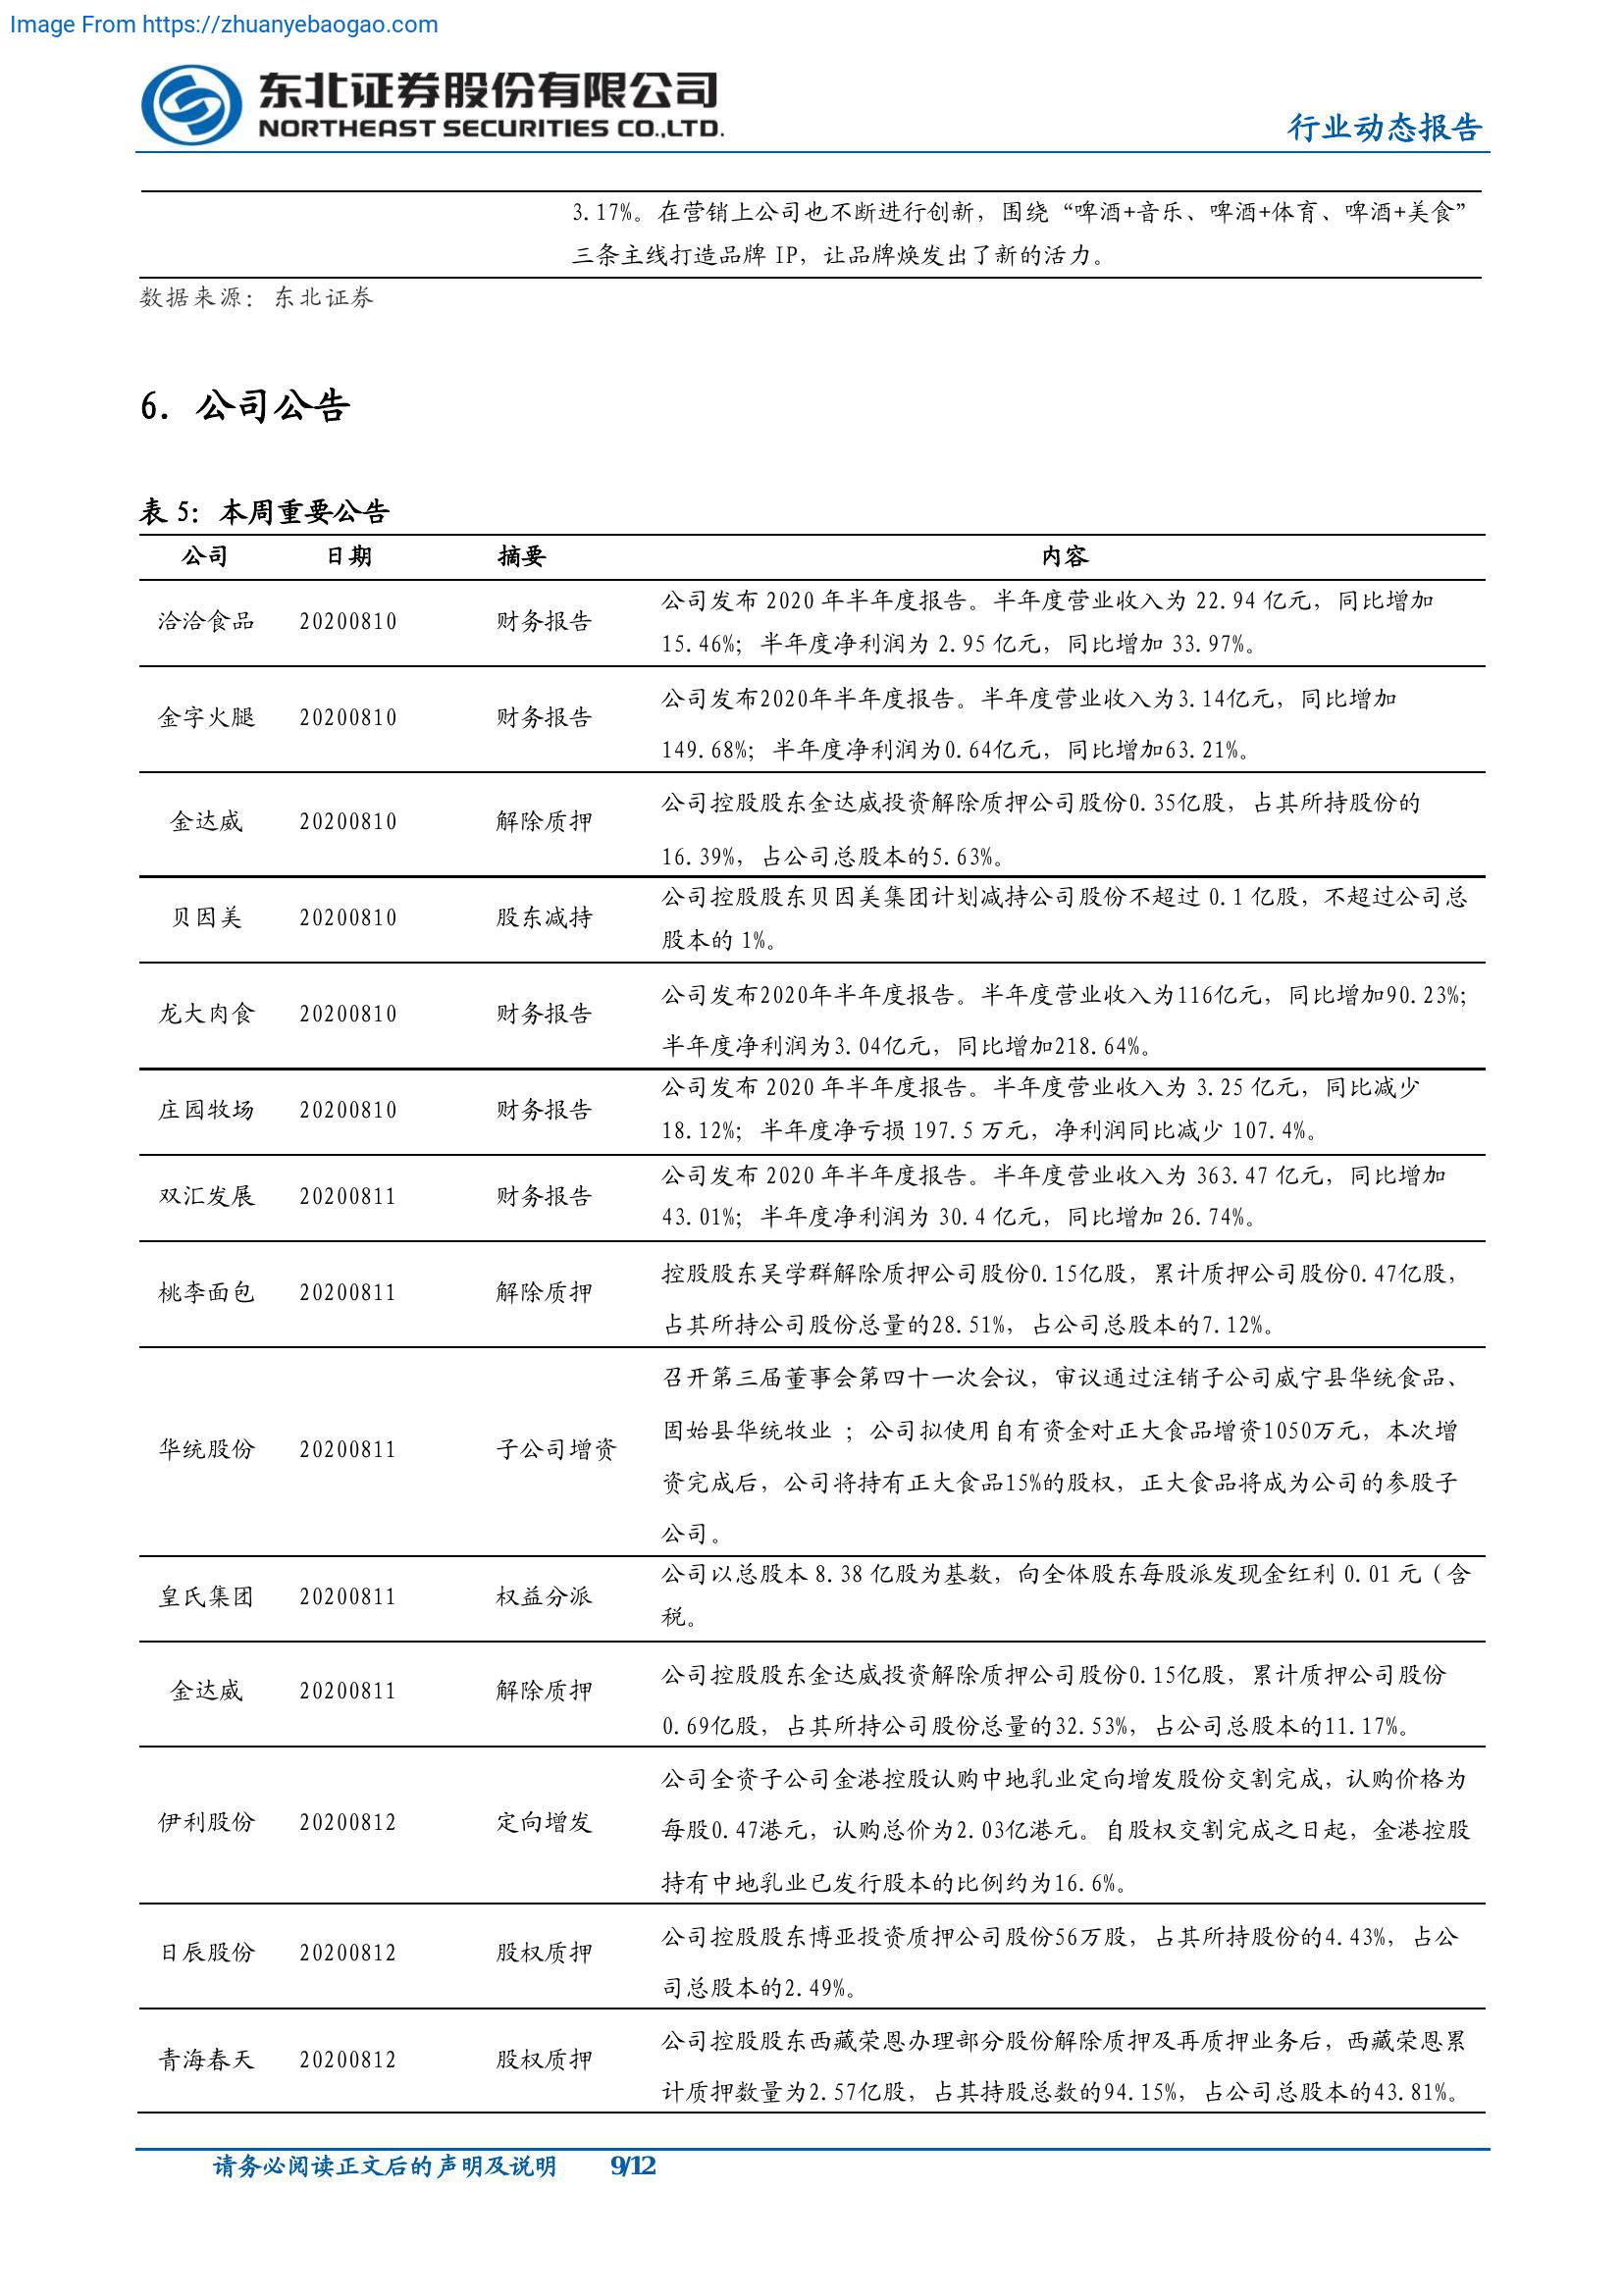 Image From https://zhuanyebaogao.com
东北证券股份有限公司
NORTHEAST SECURITIES CO.,LTD.
行业动态报告
3.17%。在营销上公司也不断进行创新，围绕“啤酒+音乐、啤酒+体育、啤酒+美食”
三条主线打造品牌 IP，让品牌焕发出了新的活力。
数据来源：东北证券
6. 公司公告
表 5：本周重要公告
公司 日期 摘要 内容
洽洽食品 20200810 财务报告 公司发布 2020 年半年度报告。半年度营业收入为 22.94 亿元，同比增加
15.46%；半年度净利润为 2.95 亿元，同比增加 33.97%。
金字火腿 20200810 财务报告 公司发布2020年半年度报告。半年度营业收入为3.14亿元，同比增加
149.68%；半年度净利润为0.64亿元，同比增加63.21%。
金达威 20200810 解除质押 公司控股股东金达威投资解除质押公司股份0.35亿股，占其所持股份的
16.39%，占公司总股本的5.63%。
贝因美 20200810 股东减持 公司控股股东贝因美集团计划减持公司股份不超过 0.1 亿股，不超过公司总
股本的 1%。
龙大肉食 20200810 财务报告 公司发布2020年半年度报告。半年度营业收入为116亿元，同比增加90.23%；
半年度净利润为3.04亿元，同比增加218.64%。
庄园牧场 20200810 财务报告 公司发布 2020 年半年度报告。半年度营业收入为 3.25 亿元，同比减少
18.12%；半年度净亏损 197.5 万元，净利润同比减少 107.4%。
双汇发展 20200811 财务报告 公司发布 2020 年半年度报告。半年度营业收入为 363.47 亿元，同比增加
43.01%；半年度净利润为 30.4 亿元，同比增加 26.74%。
桃李面包 20200811 解除质押 控股股东吴学群解除质押公司股份0.15亿股，累计质押公司股份0.47亿股，
占其所持公司股份总量的28.51%，占公司总股本的7.12%。
华统股份 20200811 子公司增资 召开第三届董事会第四十一次会议，审议通过注销子公司威宁县华统食品、
固始县华统牧业 ；公司拟使用自有资金对正大食品增资1050万元，本次增
资完成后，公司将持有正大食品15%的股权，正大食品将成为公司的参股子
公司。
皇氏集团 20200811 权益分派 公司以总股本 8.38 亿股为基数，向全体股东每股派发现金红利 0.01 元（含
税。
金达威 20200811 解除质押 公司控股股东金达威投资解除质押公司股份0.15亿股，累计质押公司股份
0.69亿股，占其所持公司股份总量的32.53%，占公司总股本的11.17%。
伊利股份 20200812 定向增发 公司全资子公司金港控股认购中地乳业定向增发股份交割完成，认购价格为
每股0.47港元，认购总价为2.03亿港元。自股权交割完成之日起，金港控股
持有中地乳业已发行股本的比例约为16.6%。
日辰股份 20200812 股权质押 公司控股股东博亚投资质押公司股份56万股，占其所持股份的4.43%，占公
司总股本的2.49%。
青海春天 20200812 股权质押 公司控股股东西藏荣恩办理部分股份解除质押及再质押业务后，西藏荣恩累
计质押数量为2.57亿股，占其持股总数的94.15%，占公司总股本的43.81%。
请务必阅读正文后的声明及说明 9/12